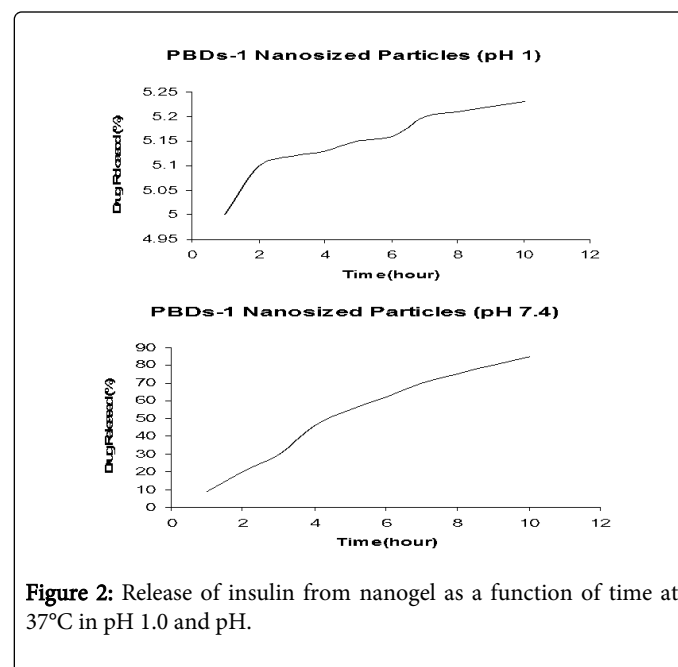 PBDs-1 Nanosized Particles (pH 1)
5.25
5.2
5.15
5.1
5.05
5
4.95
Drug Released (%)
0 2 4 6 8 10 12
Time(hour)
PBDs-1 Nanosized Particles (pH 7.4)
90
80
70
60
50
40
30
20
10
0
Drug Released (%)
0 2 4 6 8 10 12
Time(hour)
Figure 2: Release of insulin from nanogel as a function of time at
37°C in pH 1.0 and pH.